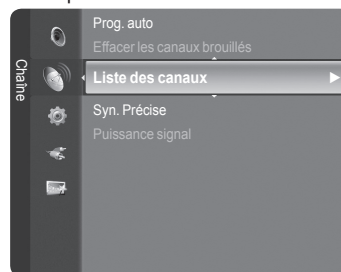 Chaîne
Prog. auto
Effacer les canaux brouillés
Liste des canaux
Syn. Précise
Puissance signal